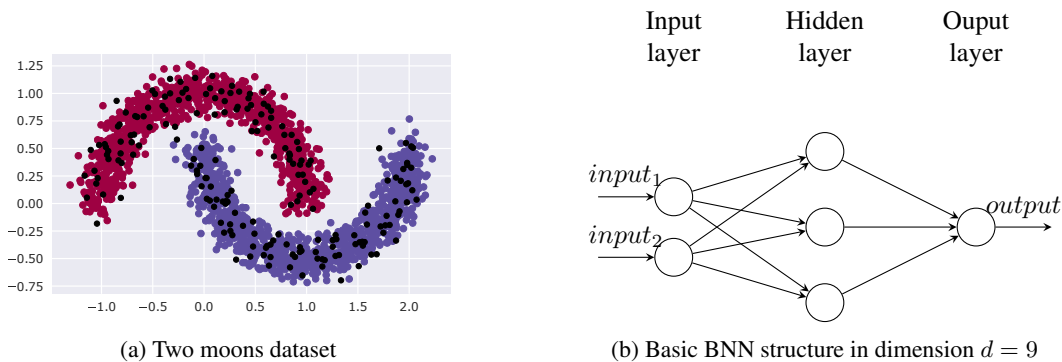 1.25
1.00
0.75
0.50
0.25
0.00
−0.25
−0.50
−0.75
−1.0 −0.5 0.0 0.5 1.0 1.5 2.0
(a) Two moons dataset
Input layer
Hidden layer
Ouput layer
input1
input2
output
(b) Basic BNN structure in dimension d = 9